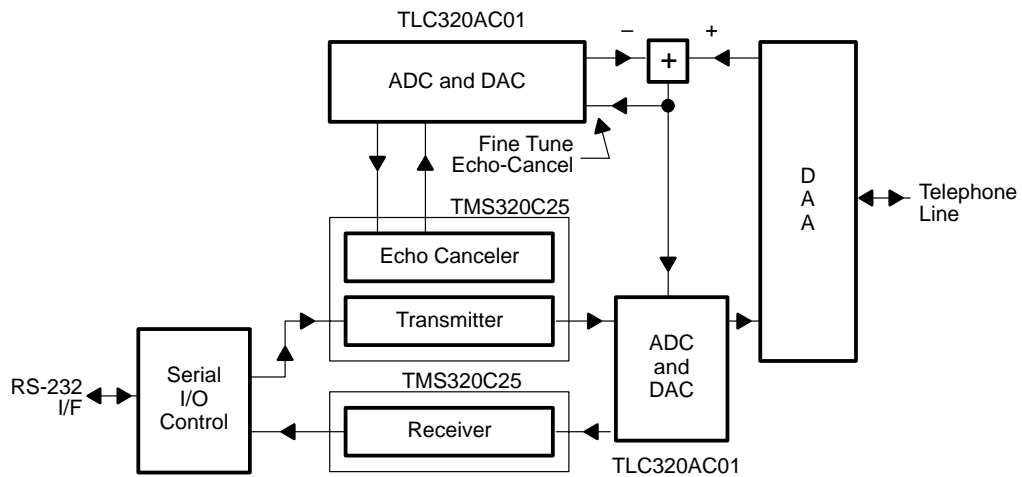 TLC320AC01
− +
+
ADC and DAC
Fine Tune
Echo-Cancel
D
A
A
Telephone
Line
TMS320C25
Echo Canceler
Transmitter
ADC
and
DAC
Serial
I/O
Control
RS-232
I/F
TMS320C25
Receiver
TLC320AC01